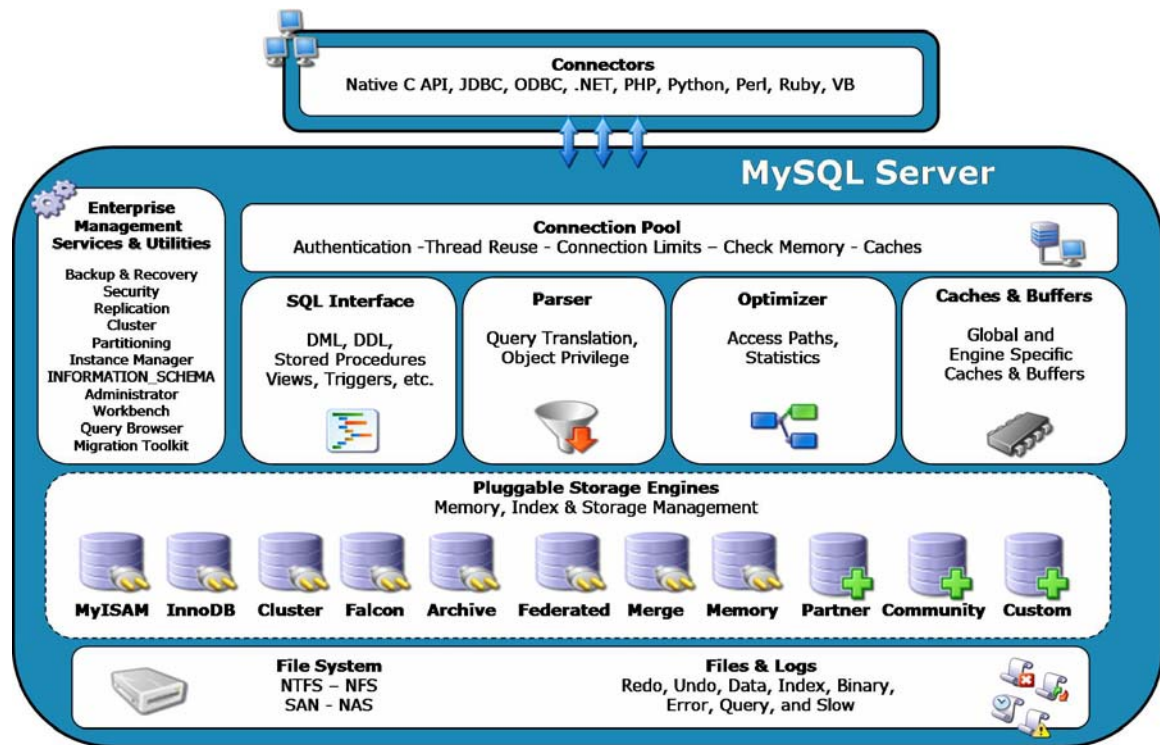 Connectors
Native C API, JDBC, ODBC, .NET, PHP, Python, Perl, Ruby, VB
MySQL Server
Enterprise
Management
Services & Utilities
Backup & Recovery
Security
Replication
Cluster
Partitioning
Instance Manager
INFORMATION_SCHEMA
Administrator
Workbench
Query Browser
Migration Toolkit
Connection Pool
Authentication -Thread Reuse - Connection Limits – Check Memory - Caches
SQL Interface
DML, DDL,
Stored Procedures
Views, Triggers, etc.
Parser
Query Translation,
Object Privilege
Optimizer
Access Paths,
Statistics
Caches & Buffers
Global and
Engine Specific
Caches & Buffers
Pluggable Storage Engines
Memory, Index & Storage Management
MyISAM InnoDB Cluster Falcon Archive Federated Merge Memory Partner Community Custom
File System
NTFS – NFS
SAN - NAS
Files & Logs
Redo, Undo, Data, Index, Binary,
Error, Query, and Slow